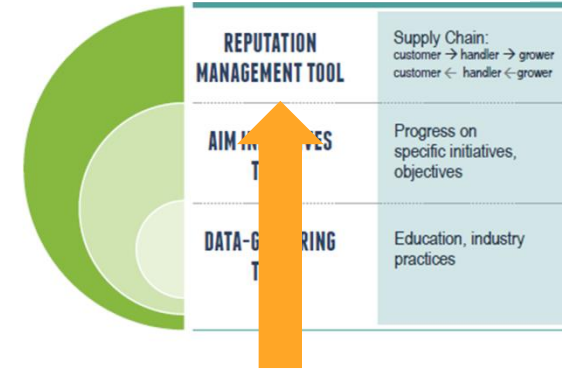 REPUTATION
MANAGEMENT TOOL
Supply Chain:
customer → handler → grower
customer ← handler ← grower
AIM
Progress on
specific initiatives,
objectives
Education, industry
practices